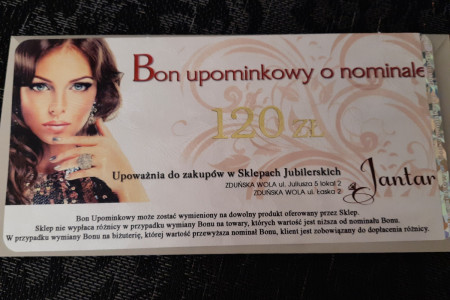 Bon upominkowy o nominale
120 ZŁ
Upoważnia do zakupów w Sklepach Jubilerskich
ZDUŃSKA WOLA ul. Juliusza 5 lokal 2
ZDUŃSKA WOLA ul. Łaska 2
Jantar
Bon Upominkowy może zostać wymieniony na dowolny produkt oferowany przez Sklep.
Sklep nie wypłaca różnicy w przypadku wymiany Bonu na towary, których wartość jest niższa od nominału Bonu.
W przypadku wymiany Bonu na biżuterię, której wartość przewyższa nominał Bonu, klient jest zobowiązany do dopłacenia różnicy.